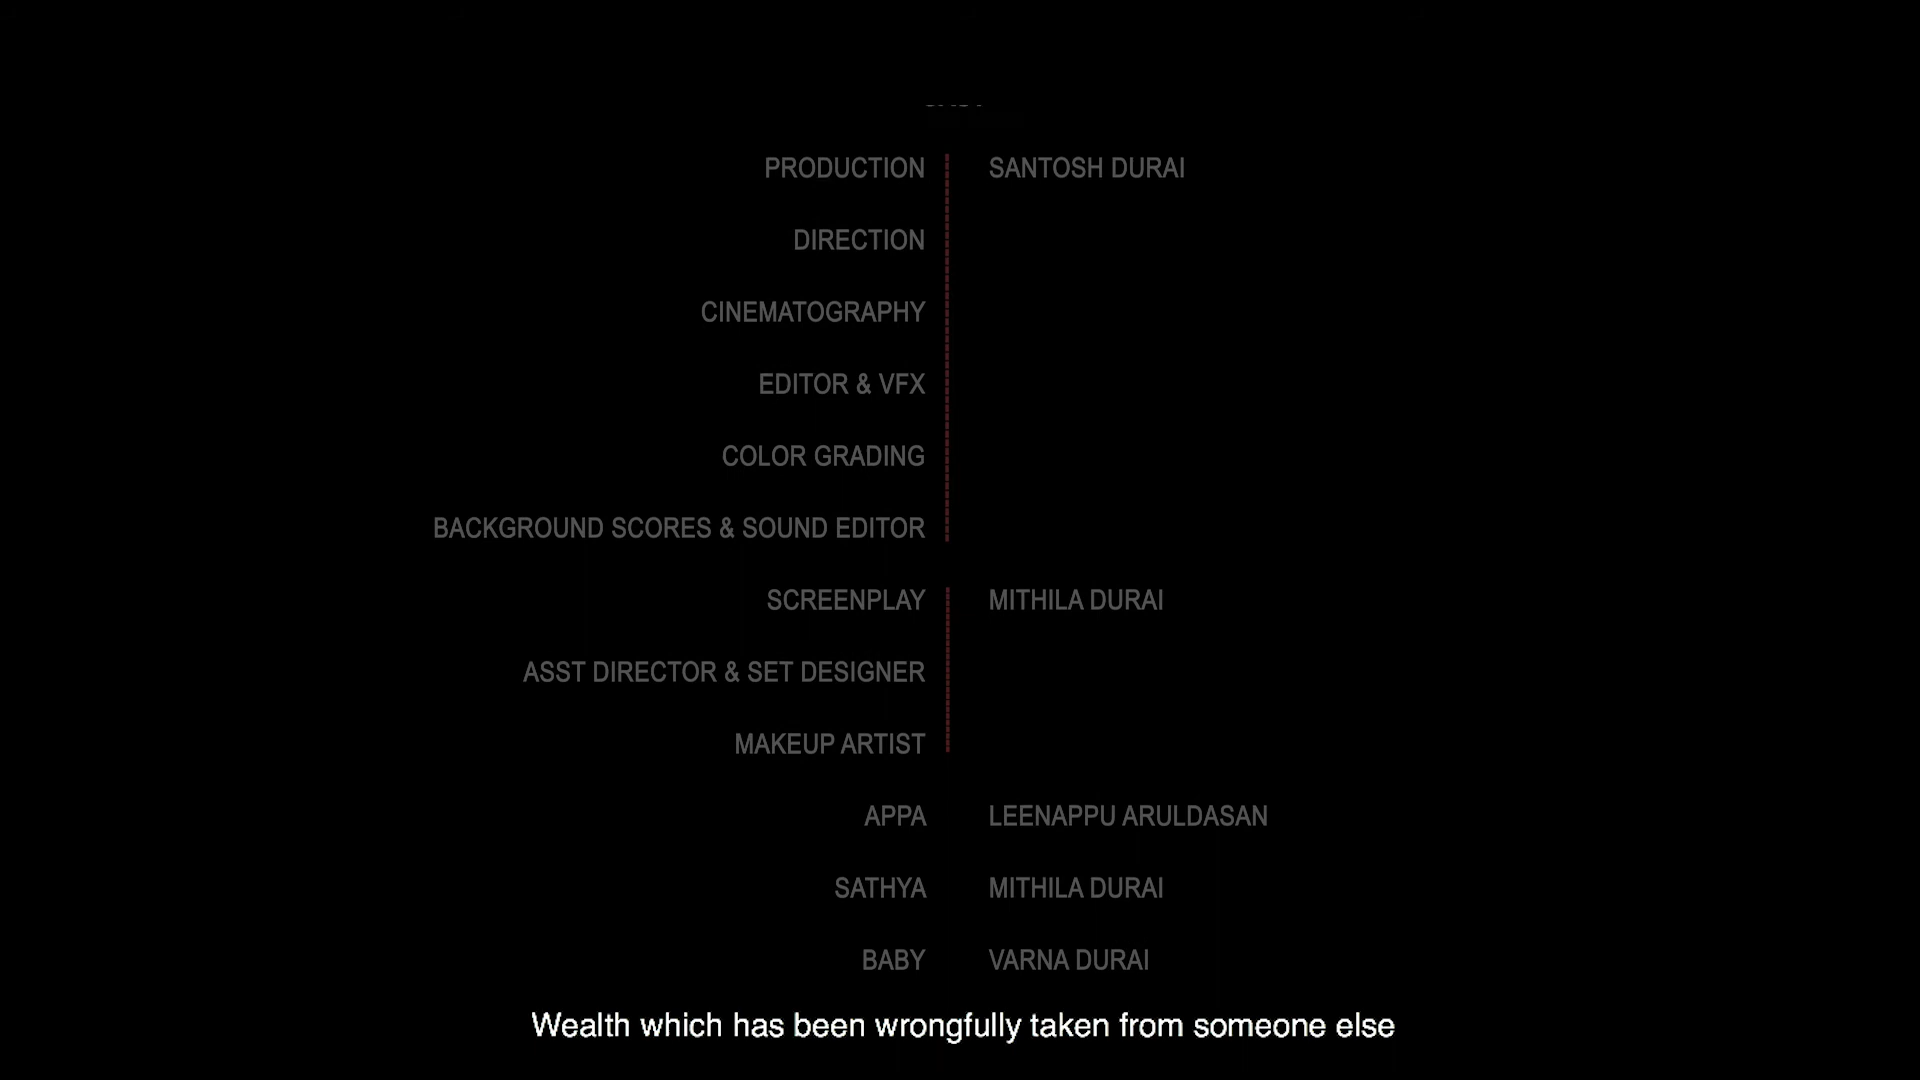 PRODUCTION SANTOSH DURAI
DIRECTION
CINEMATOGRAPHY
EDITOR & VFX
COLOR GRADING
BACKGROUND SCORES & SOUND EDITOR
SCREENPLAY MITHILA DURAI
ASST DIRECTOR & SET DESIGNER
MAKEUP ARTIST
APPA LEENAPPU ARULDASAN
SATHYA MITHILA DURAI
BABY VARNA DURAI
Wealth which has been wrongfully taken from someone else